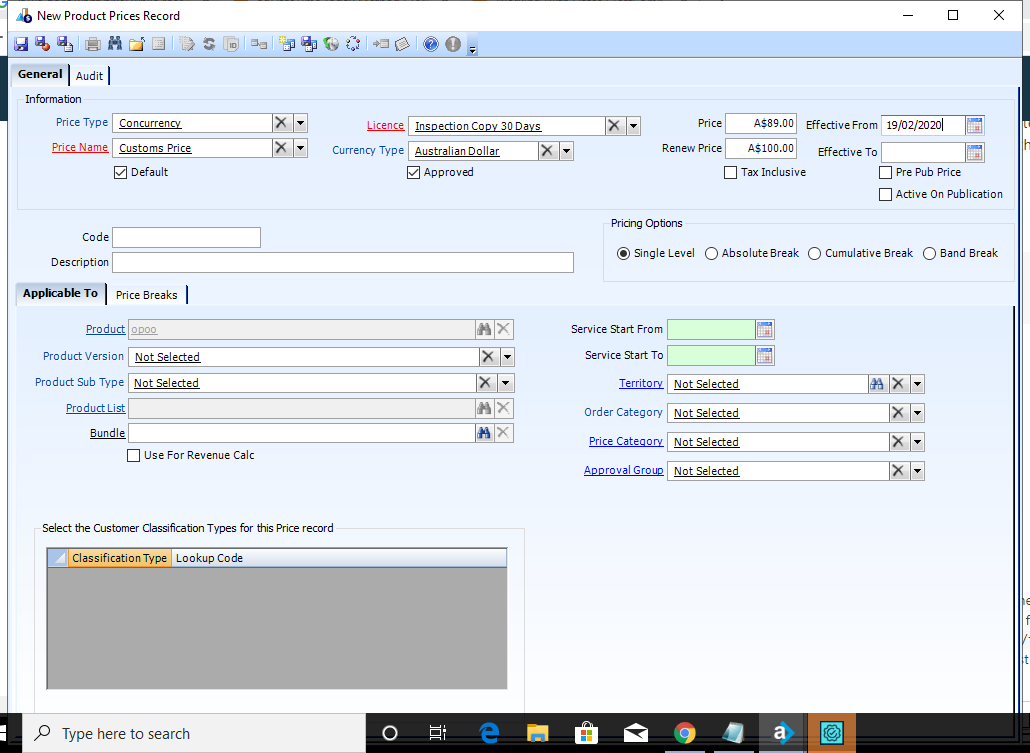 New Product Prices Record
General Audit
Information
Price Type Concurrency
Licence Inspection Copy 30 Days
Price A$89.00
Effective From 19/02/2020
Price Name Customs Price
Currency Type Australian Dollar
Renew Price A$100.00
Effective To
Default
Approved
Tax Inclusive
Pre Pub Price
Active On Publication
Code
Description
Pricing Options
Single Level Absolute Break Cumulative Break Band Break
Applicable To Price Breaks
Product opoo
Product Version Not Selected
Product Sub Type Not Selected
Product List
Bundle
Use For Revenue Calc
Service Start From
Service Start To
Territory Not Selected
Order Category Not Selected
Price Category Not Selected
Approval Group Not Selected
Select the Customer Classification Types for this Price record
Classification Type Lookup Code
Type here to search